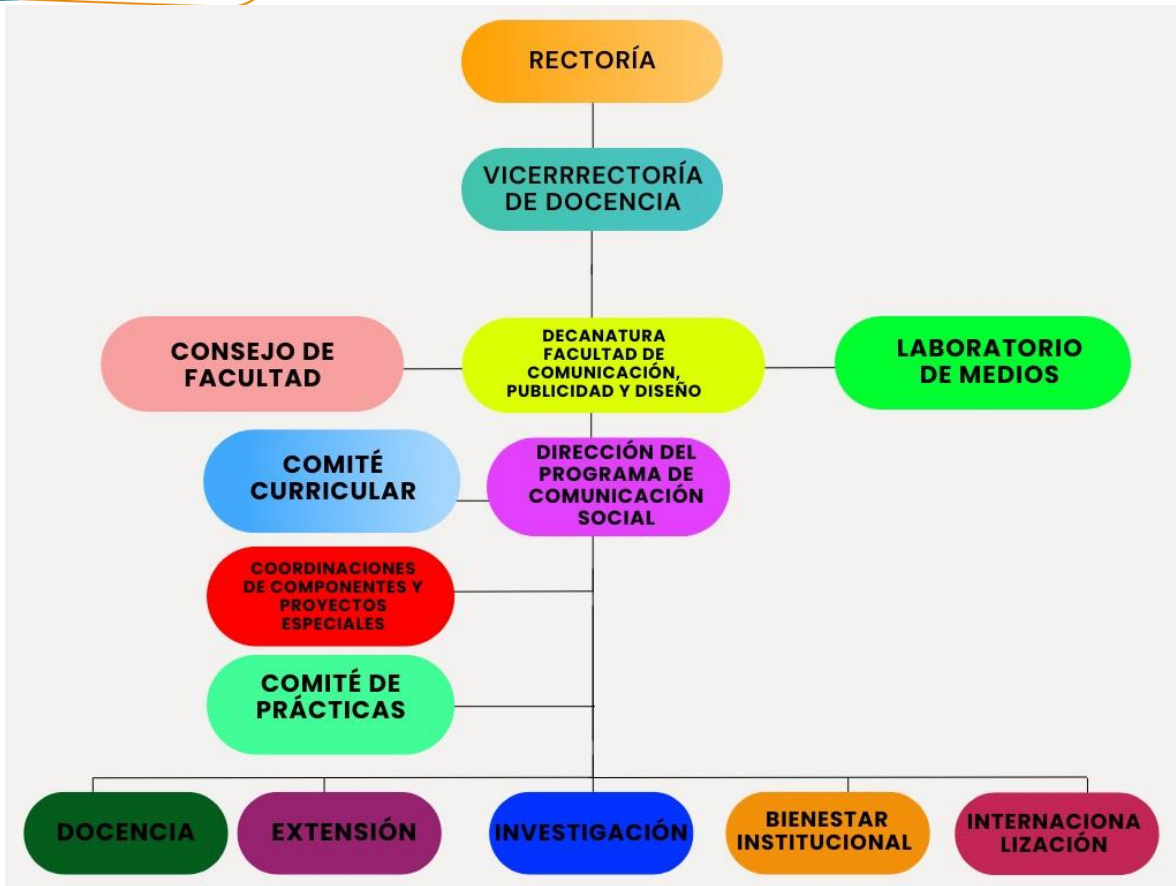 RECTORÍA
VICERRRECTORÍA
DE DOCENCIA
CONSEJO DE
FACULTAD
DECANATURA
FACULTAD DE
COMUNICACIÓN,
PUBLICIDAD Y DISEÑO
LABORATORIO
DE MEDIOS
COMITÉ
CURRICULAR
DIRECCIÓN DEL
PROGRAMA DE
COMUNICACIÓN
SOCIAL
COORDINACIONES
DE COMPONENTES Y
PROYECTOS
ESPECIALES
COMITÉ DE
PRÁCTICAS
DOCENCIA
EXTENSIÓN
INVESTIGACIÓN
BIENESTAR
INSTITUCIONAL
INTERNACIONA
LIZACIÓN